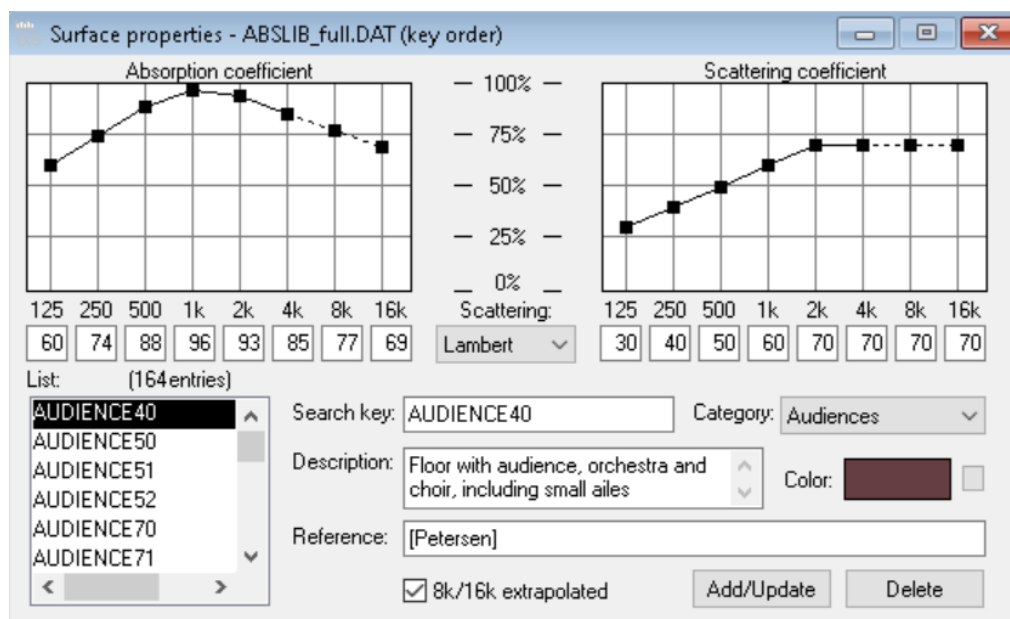 Surface properties - ABSLIB_full.DAT (key order)
Absorption coefficient
100%
75%
50%
25%
0%
Scattering coefficient
125 250 500 1k 2k 4k 8k 16k
60 74 88 96 93 85 77 69
Scattering:
Lambert
125 250 500 1k 2k 4k 8k 16k
30 40 50 60 70 70 70 70
List: (164 entries)
AUDIENCE40
AUDIENCE50
AUDIENCE51
AUDIENCE52
AUDIENCE70
AUDIENCE71
Search key: AUDIENCE40
Category: Audiences
Description: Floor with audience, orchestra and
choir, including small ailes
Color:
Reference: [Petersen]
8k/16k extrapolated
Add/Update
Delete